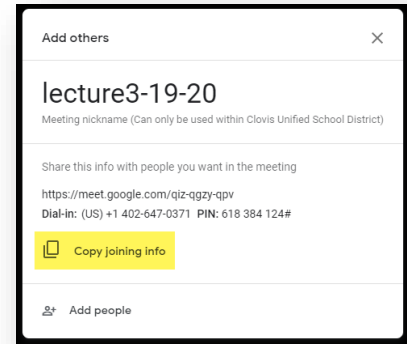 Add others
lecture3-19-20
Meeting nickname (Can only be used within Clovis Unified School District)
Share this info with people you want in the meeting
https://meet.google.com/qiz-qgzy-qpv
Dial-in: (US) +1 402-647-0371 PIN: 618 384 124#
Copy joining info
Add people